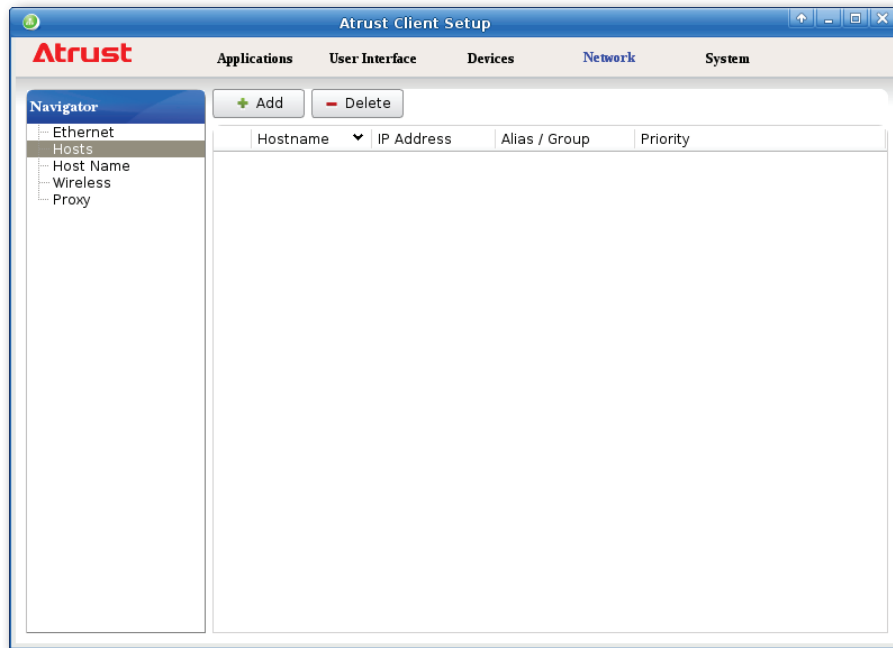 Atrust Client Setup
Atrust Applications User Interface Devices Network System
Navigator
Ethernet
Hosts
Host Name
Wireless
Proxy
Add Delete
Hostname IP Address Alias / Group Priority